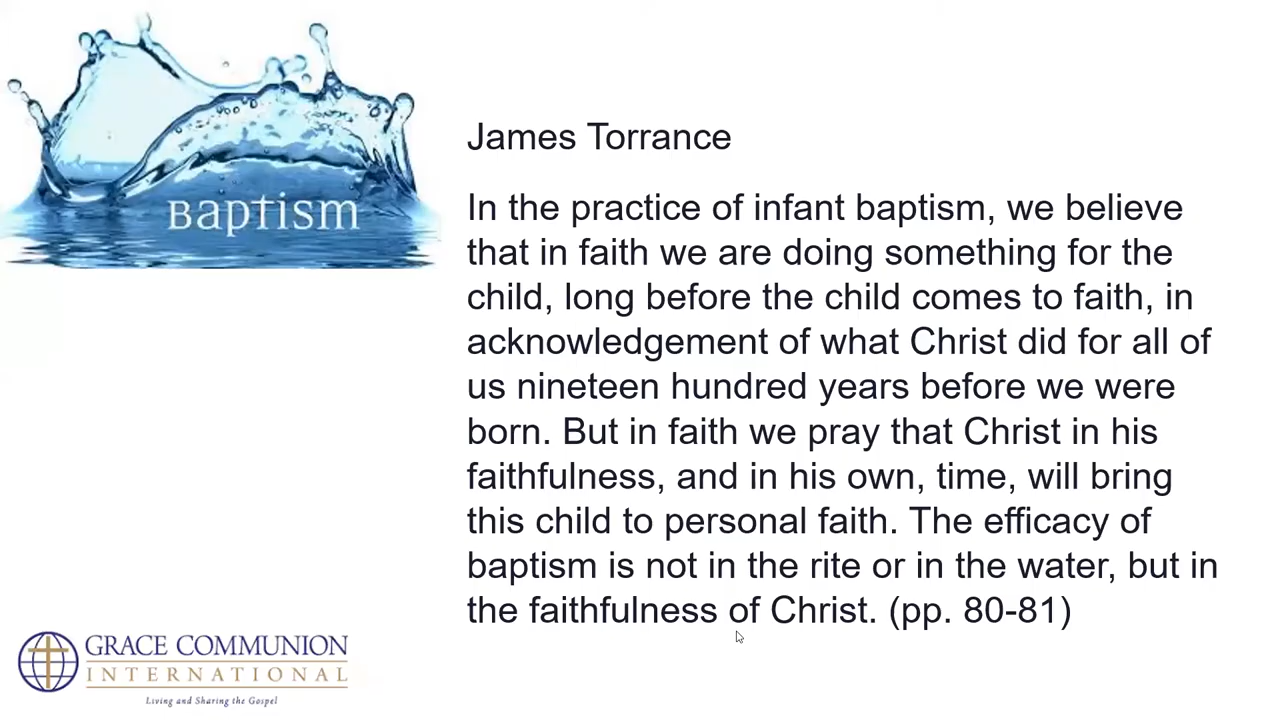 Baptism
James Torrance
In the practice of infant baptism, we believe
that in faith we are doing something for the
child, long before the child comes to faith, in
acknowledgement of what Christ did for all of
us nineteen hundred years before we were
born. But in faith we pray that Christ in his
faithfulness, and in his own, time, will bring
this child to personal faith. The efficacy of
baptism is not in the rite or in the water, but in
the faithfulness of Christ. (pp. 80-81)
GRACE COMMUNION
INTERNATIONAL
Living and Sharing the Gospel